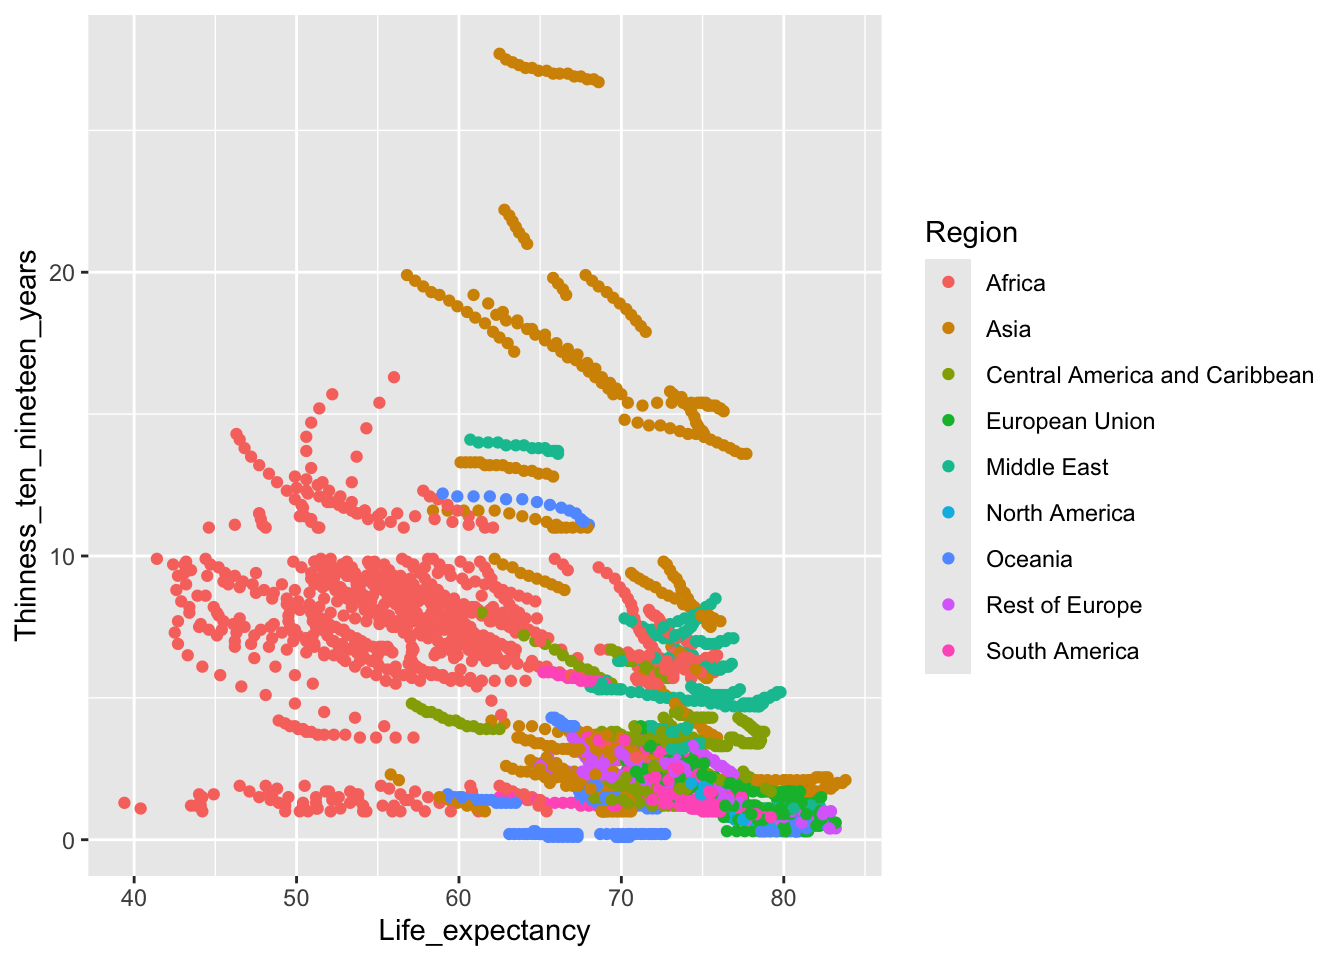 Thinness_ten_nineteen_years
20
10
0
40 50 60 70 80
Life_expectancy
Region
Africa
Asia
Central America and Caribbean
European Union
Middle East
North America
Oceania
Rest of Europe
South America